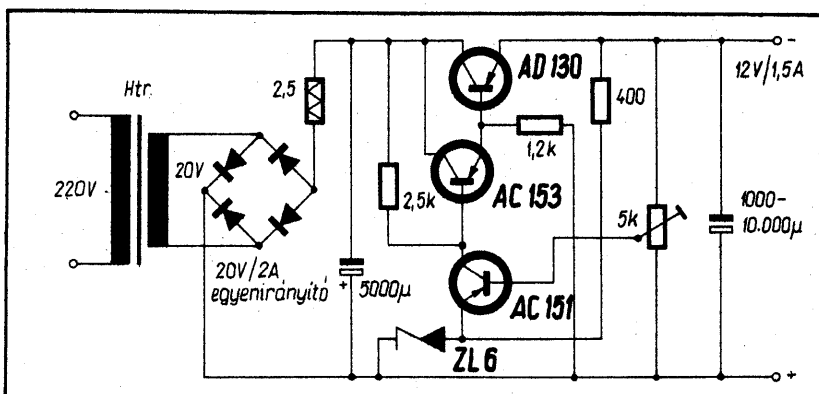 Htr.
220V
20V
20V/2A
egyenirányító
2,5
5000µ
+
2,5k
AD 130
AC 153
AC 151
ZL 6
1,2k
400
5k
1000–
10.000µ
-
12V/1,5A
+